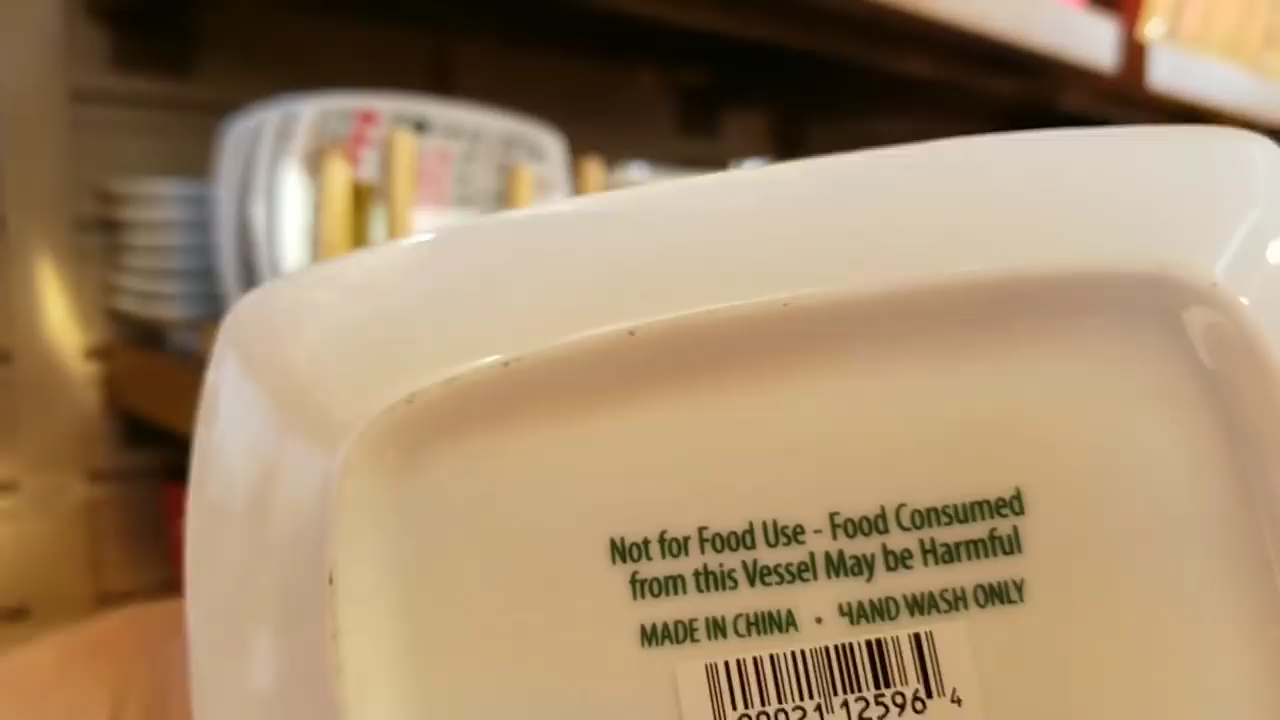 Not for Food Use - Food Consumed
from this Vessel May be Harmful
MADE IN CHINA • HAND WASH ONLY
12596 4